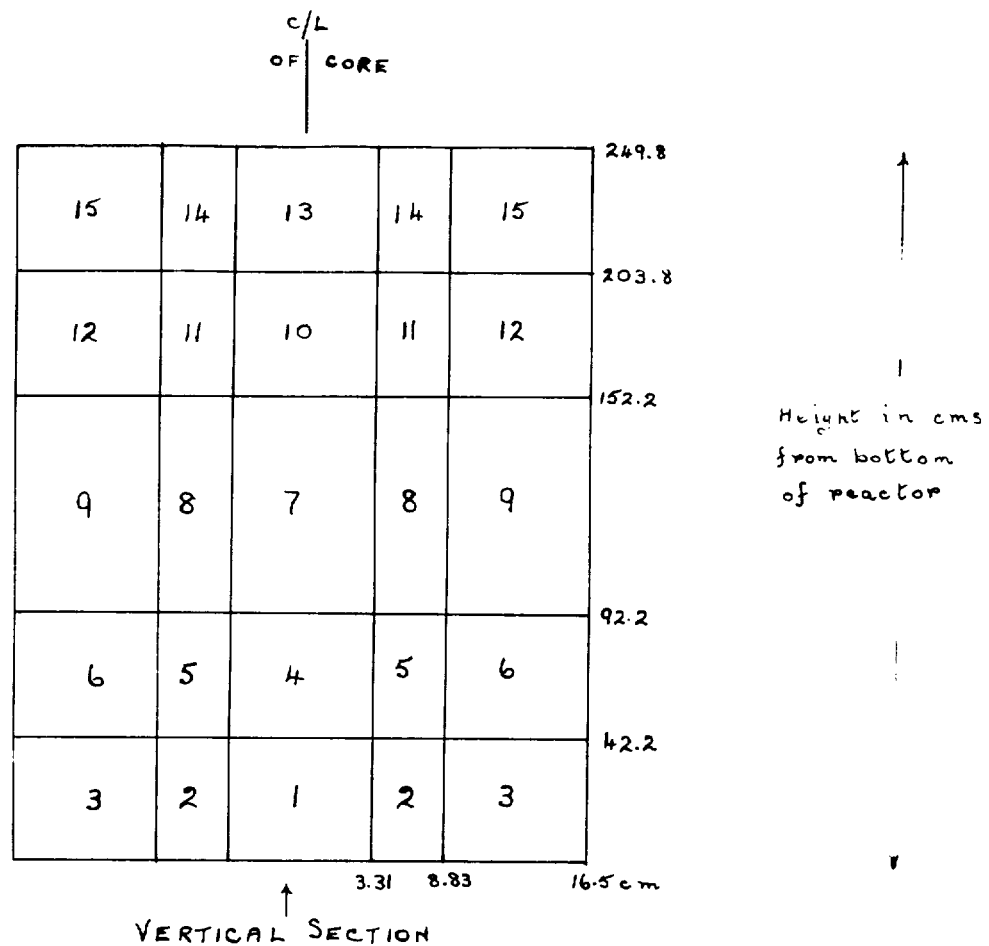 C/L
OF CORE
249.8
15 14 13 14 15
203.8
12 11 10 11 12
152.2
Height in cms
from bottom
of reactor
9 8 7 8 9
92.2
6 5 4 5 6
42.2
3 2 1 2 3
3.31 8.83 16.5 cm
VERTICAL SECTION